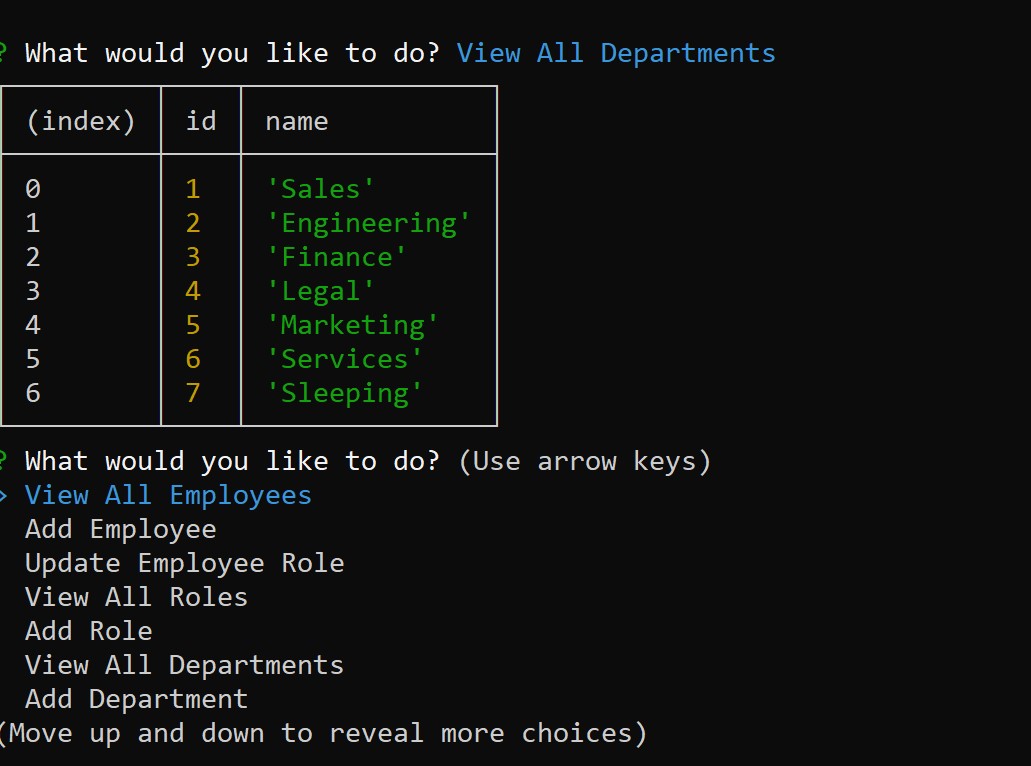 ? What would you like to do? View All Departments
(index) id name
0 1 'Sales'
1 2 'Engineering'
2 3 'Finance'
3 4 'Legal'
4 5 'Marketing'
5 6 'Services'
6 7 'Sleeping'
? What would you like to do? (Use arrow keys)
> View All Employees
Add Employee
Update Employee Role
View All Roles
Add Role
View All Departments
Add Department
(Move up and down to reveal more choices)